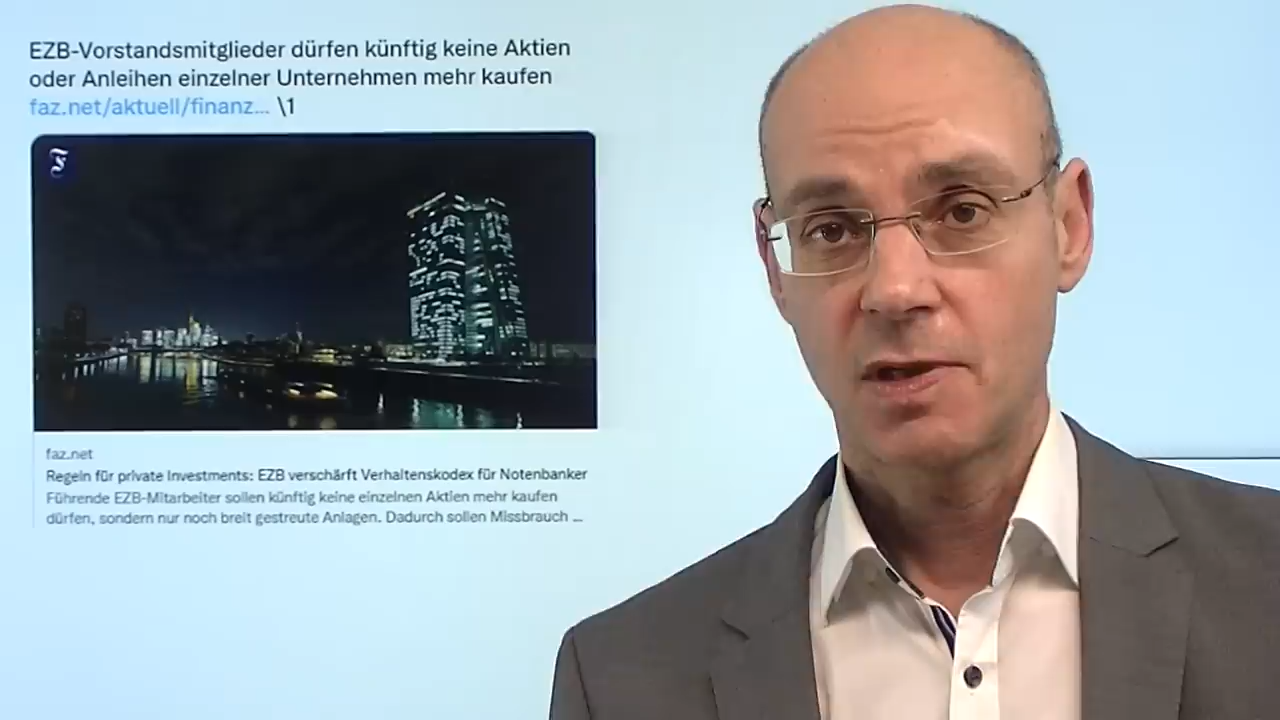 EZB-Vorstandsmitglieder dürfen künftig keine Aktien
oder Anleihen einzelner Unternehmen mehr kaufen
faz.net/aktuell/finanz... \1
faz.net
Regeln für private Investments: EZB verschärft Verhaltenskodex für Notenbanker
Führende EZB-Mitarbeiter sollen künftig keine einzelnen Aktien mehr kaufen
dürfen, sondern nur noch breit gestreute Anlagen. Dadurch sollen Missbrauch ...